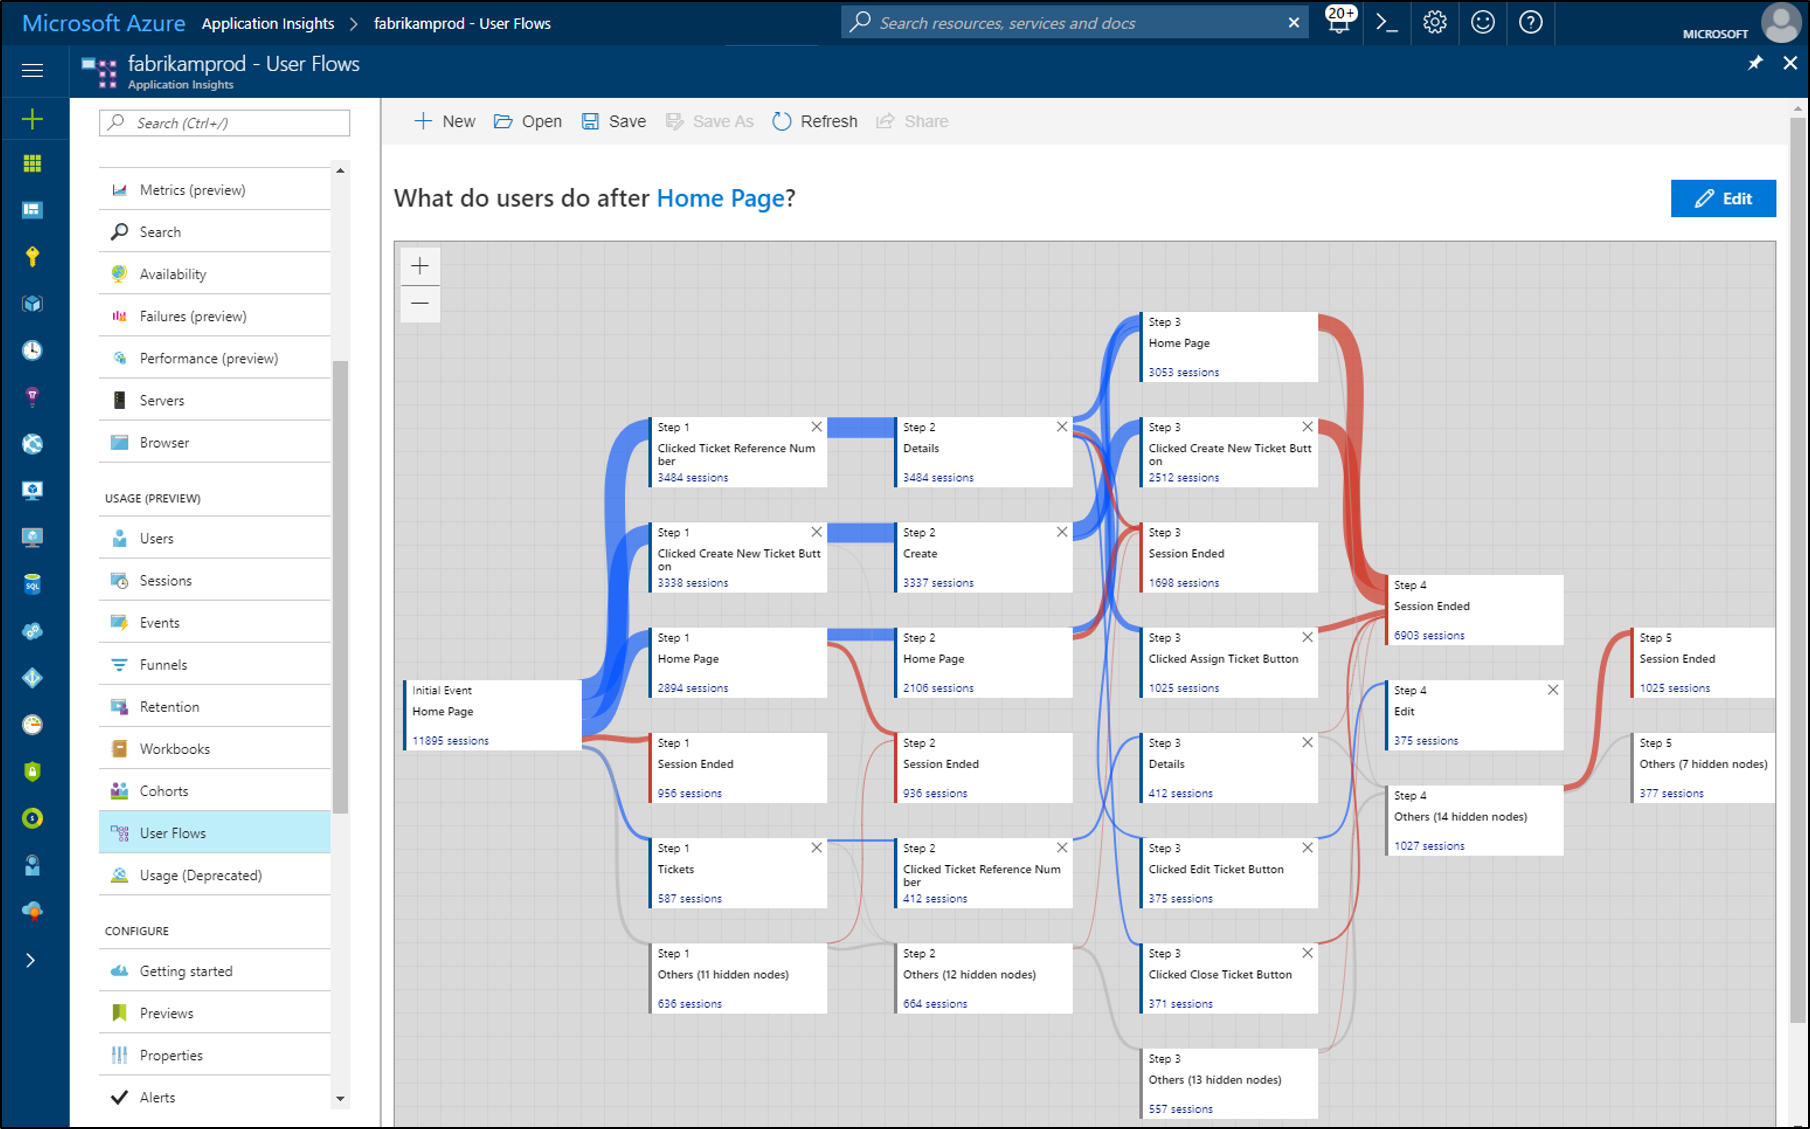 Microsoft Azure Application Insights > fabrikamprod - User Flows
Search resources, services and docs
20+
MICROSOFT
fabrikamprod - User Flows
Application Insights
Search (Ctrl+/)
Metrics (preview)
Search
Availability
Failures (preview)
Performance (preview)
Servers
Browser
USAGE (PREVIEW)
Users
Sessions
Events
Funnels
Retention
Workbooks
Cohorts
User Flows
Usage (Deprecated)
CONFIGURE
Getting started
Previews
Properties
Alerts
New Open Save Save As Refresh Share
What do users do after Home Page?
Edit
Initial Event
Home Page
11895 sessions
Step 1
Clicked Ticket Reference Num
ber
3484 sessions
Step 1
Clicked Create New Ticket Butt
on
3338 sessions
Step 1
Home Page
2894 sessions
Step 1
Session Ended
956 sessions
Step 1
Tickets
587 sessions
Step 1
Others (11 hidden nodes)
636 sessions
Step 2
Details
3484 sessions
Step 2
Create
3337 sessions
Step 2
Home Page
2106 sessions
Step 2
Session Ended
936 sessions
Step 2
Clicked Ticket Reference Num
ber
412 sessions
Step 2
Others (12 hidden nodes)
664 sessions
Step 3
Home Page
3053 sessions
Step 3
Clicked Create New Ticket Butt
on
2512 sessions
Step 3
Session Ended
1698 sessions
Step 3
Clicked Assign Ticket Button
1025 sessions
Step 3
Details
412 sessions
Step 3
Clicked Edit Ticket Button
375 sessions
Step 3
Clicked Close Ticket Button
371 sessions
Step 3
Others (13 hidden nodes)
557 sessions
Step 4
Session Ended
6903 sessions
Step 4
Edit
375 sessions
Step 4
Others (14 hidden nodes)
1027 sessions
Step 5
Session Ended
1025 sessions
Step 5
Others (7 hidden nodes)
377 sessions
SQL